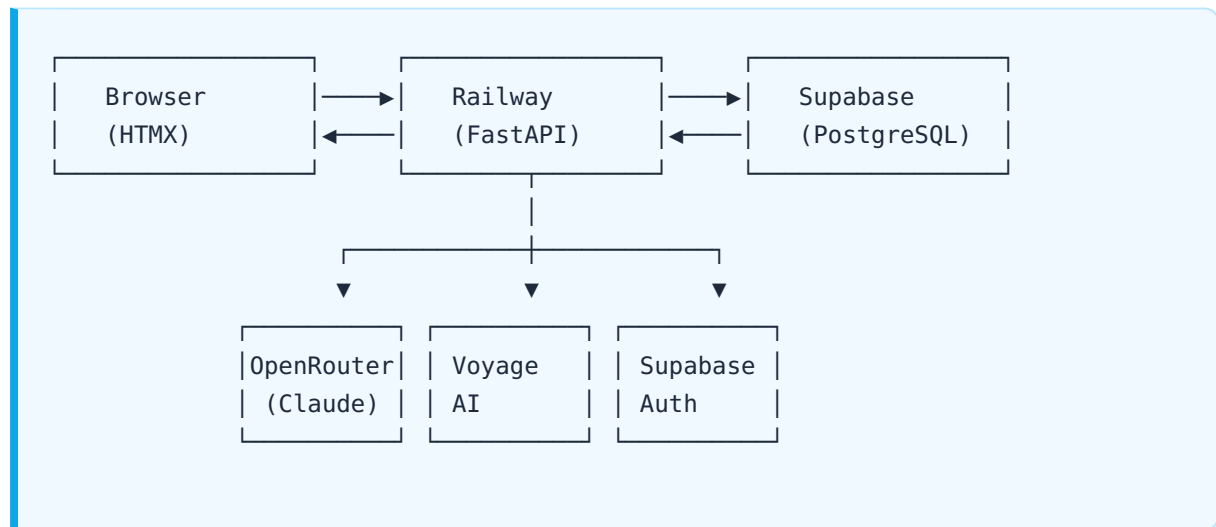 Browser Railway Supabase
(HTMX) (FastAPI) (PostgreSQL)
OpenRouter Voyage Supabase
(Claude) AI Auth